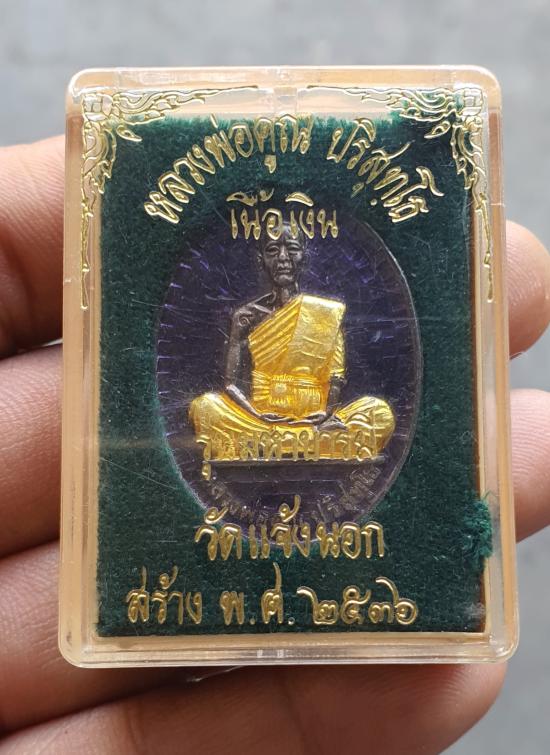 หลวงพ่อคูณ ปริสุทฺโธ
เนื้อเงิน
รุ่นมหาบารมี
วัดแจ้งนอก
สร้าง พ.ศ. ๒๕๓๖